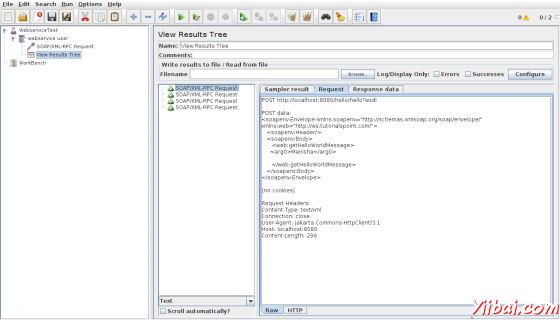 File Edit Search Run Options Help
0 0 / 2
WebserviceTest
webservice user
SOAP/XML-RPC Request
View Results Tree
WorkBench
View Results Tree
Name: View Results Tree
Comments:
Write results to file / Read from file
Filename Browse... Log/Display Only: Errors Successes Configure
SOAP/XML-RPC Request
SOAP/XML-RPC Request
SOAP/XML-RPC Request
SOAP/XML-RPC Request
Text
Scroll automatically?
Sampler result Request Response data
POST http://localhost:8080/hello/hello?wsdl
POST data:
<soapenv:Envelope xmlns:soapenv="http://schemas.xmlsoap.org/soap/envelope/"
xmlns:web="http://ws.tutorialspoint.com/">
<soapenv:Header/>
<soapenv:Body>
<web:getHelloWorldMessage>
<arg0>Manisha</arg0>
</web:getHelloWorldMessage>
</soapenv:Body>
</soapenv:Envelope>
[no cookies]
Request Headers:
Content-Type: text/xml
Connection: close
User-Agent: Jakarta Commons-HttpClient/3.1
Host: localhost:8080
Content-Length: 299
Raw HTTP
Yiibai.com